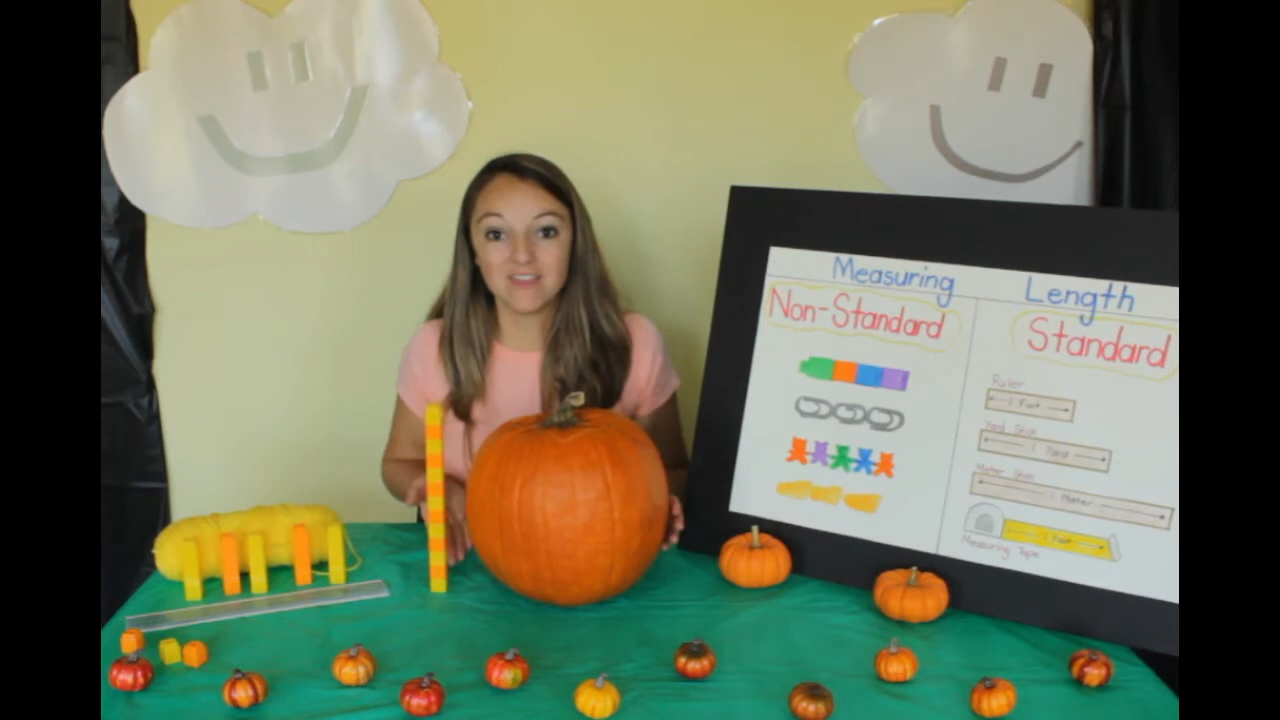 Measuring Length
Non-Standard
Standard
Ruler
1 Foot
Yard Stick
1 Yard
Meter Stick
1 Meter
1 Foot
Measuring Tape